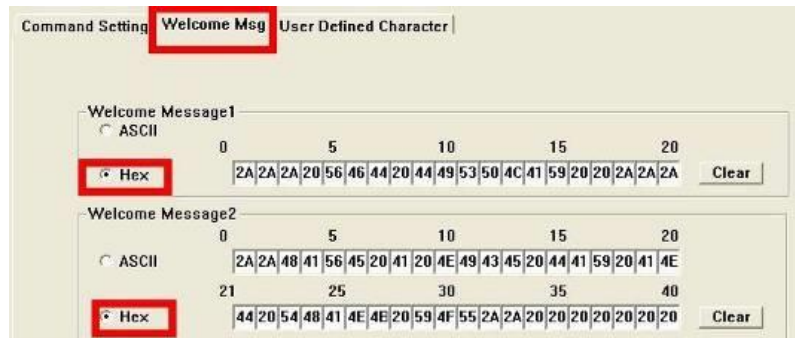 Command Setting Welcome Msg User Defined Character
Welcome Message1
ASCII
0 5 10 15 20
Hex 2A 2A 2A 20 56 46 44 20 44 49 53 50 4C 41 59 20 20 2A 2A 2A Clear
Welcome Message2
0 5 10 15 20
ASCII 2A 2A 48 41 56 45 20 41 20 4E 49 43 45 20 44 41 59 20 41 4E
21 25 30 35 40
Hex 44 20 54 48 41 4E 4B 20 59 4F 55 2A 2A 20 20 20 20 20 20 20 Clear